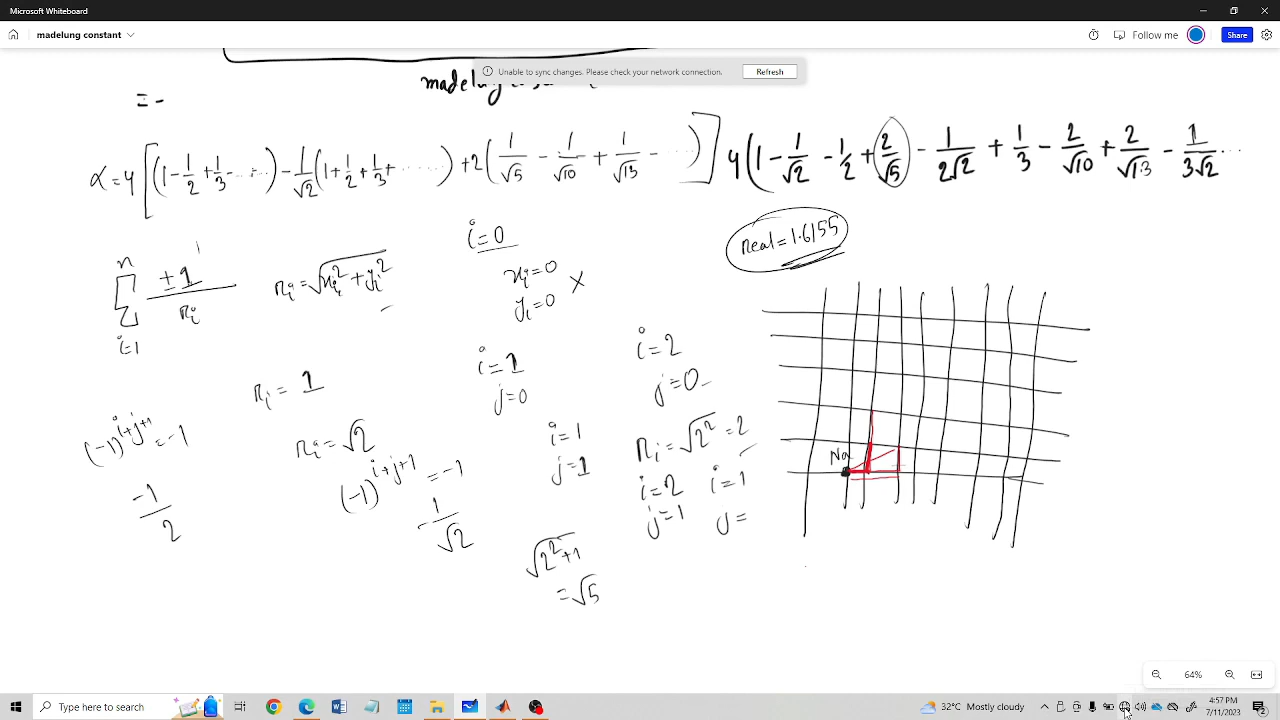 Microsoft Whiteboard
madelung constant
Follow me
Share
Unable to sync changes. Please check your network connection.
Refresh
= -
α = 4 [ (1 - 1/2 + 1/3 - ......) - 1/√2 (1 + 1/2 + 1/3 + ......) + 2 ( 1/√5 - 1/√10 + 1/√13 - ...... ) ]
4 (1 - 1/√2 - 1/2 + 2/√5 - 1/2√2 + 1/3 - 2/√10 + 2/√13 - 1/3√2 ...
Real = 1.6155
n
∑ ±1/ri
i=1
ri = √xi² + yi²
i=0
xi=0
yi=0
×
ri = 1
i=1
j=0
i=2
j=0
(-1)^i+j+1 = -1
-1/2
ri = √2
(-1)^i+j+1 = -1
-1/√2
i=1
j=1
ri = √2² = 2
i=2
j=1
i=1
j=
√2²+1
= √5
Na
64%
Type here to search
32°C Mostly cloudy
4:57 PM
7/11/2023